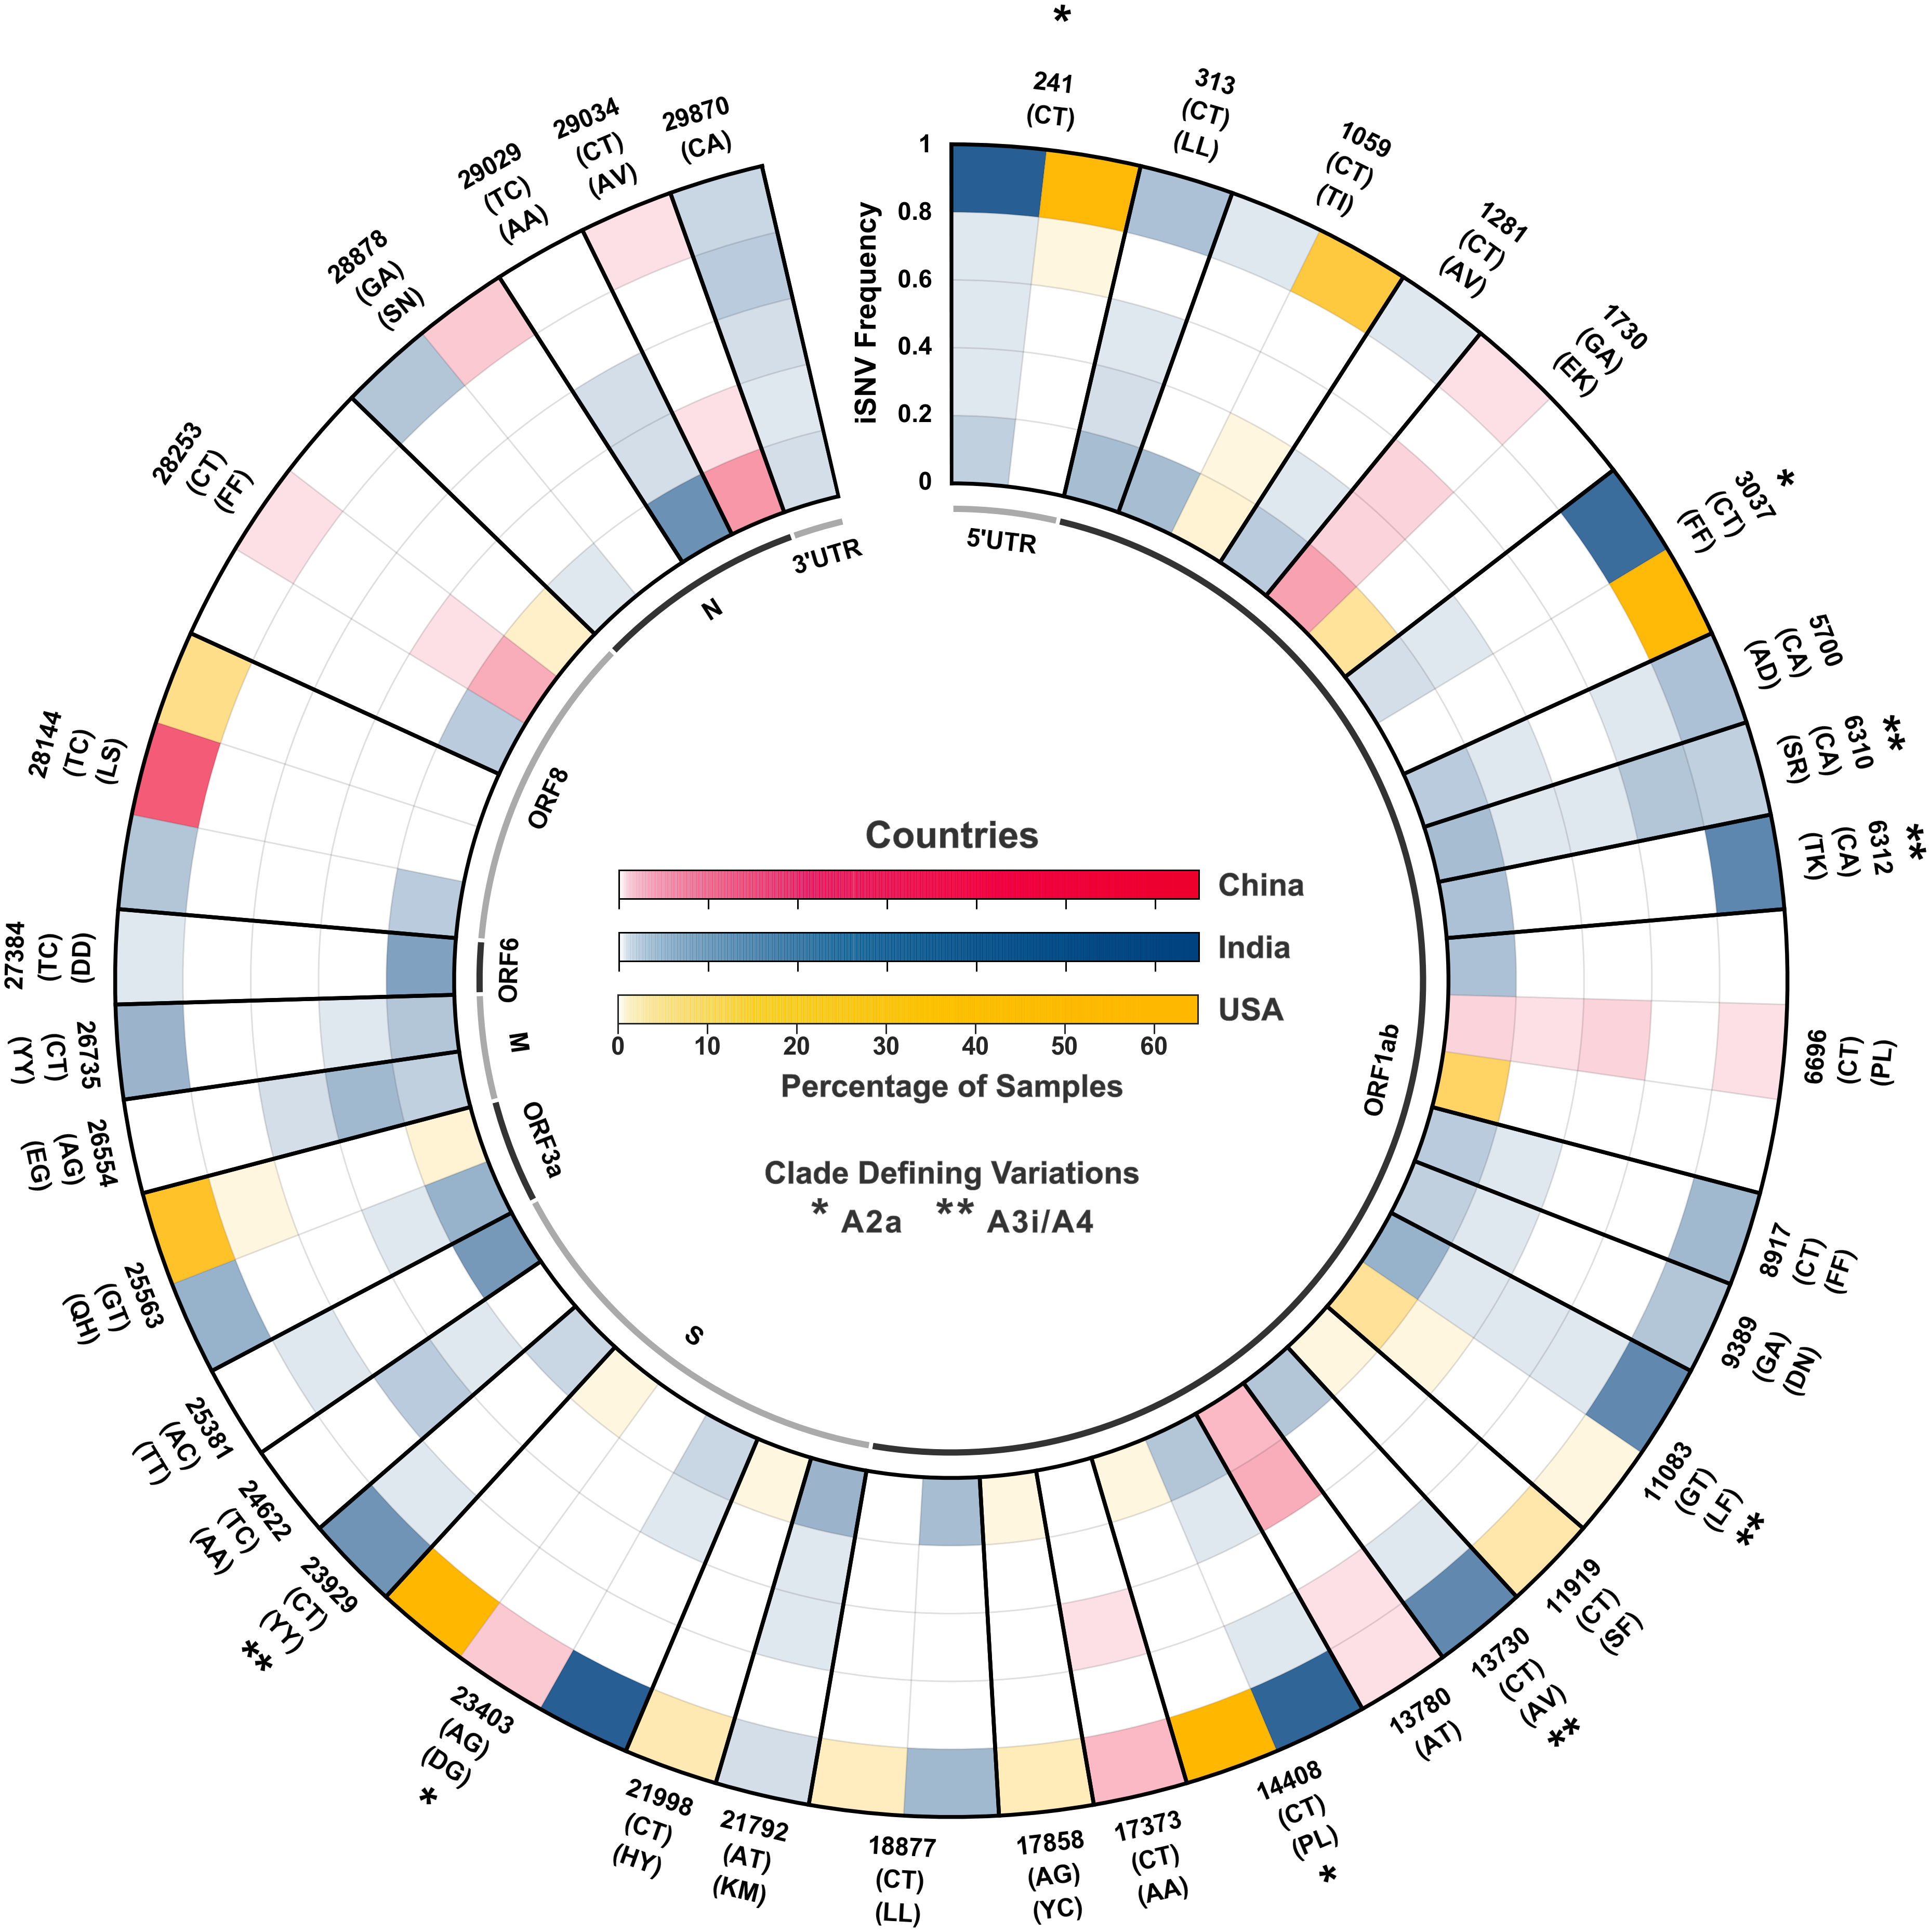 *
241
(CT)
313
(CT)
(LL)
1059
(CT)
(TI)
1281
(CT)
(AV)
1730
(GA)
(EK)
*
3037
(CT)
(FF)
5700
(CA)
(AD)
**
6310
(CA)
(SR)
**
6312
(CA)
(TK)
6696
(CT)
(PL)
8917
(CT)
(FF)
9389
(GA)
(DN)
11083
(GT)
(LF)
**
11919
(CT)
(SF)
13730
(CT)
(AV)
**
13780
(AT)
14408
(CT)
(PL)
*
17373
(CT)
(AA)
17858
(AG)
(YC)
18877
(CT)
(LL)
21792
(AT)
(KM)
21998
(CT)
(HY)
23403
(AG)
(DG)
*
23929
(CT)
(YY)
**
24622
(TC)
(AA)
25381
(AC)
(TT)
25563
(GT)
(QH)
26554
(AG)
(EG)
26735
(CT)
(YY)
27384
(TC)
(DD)
28144
(TC)
(LS)
28253
(CT)
(FF)
28878
(GA)
(SN)
29029
(TC)
(AA)
29034
(CT)
(AV)
29870
(CA)
iSNV Frequency
1
0.8
0.6
0.4
0.2
0
5'UTR
ORF1ab
S
ORF3a
M
ORF6
ORF8
N
3'UTR
Countries
China
India
USA
0 10 20 30 40 50 60
Percentage of Samples
Clade Defining Variations
* A2a ** A3i/A4